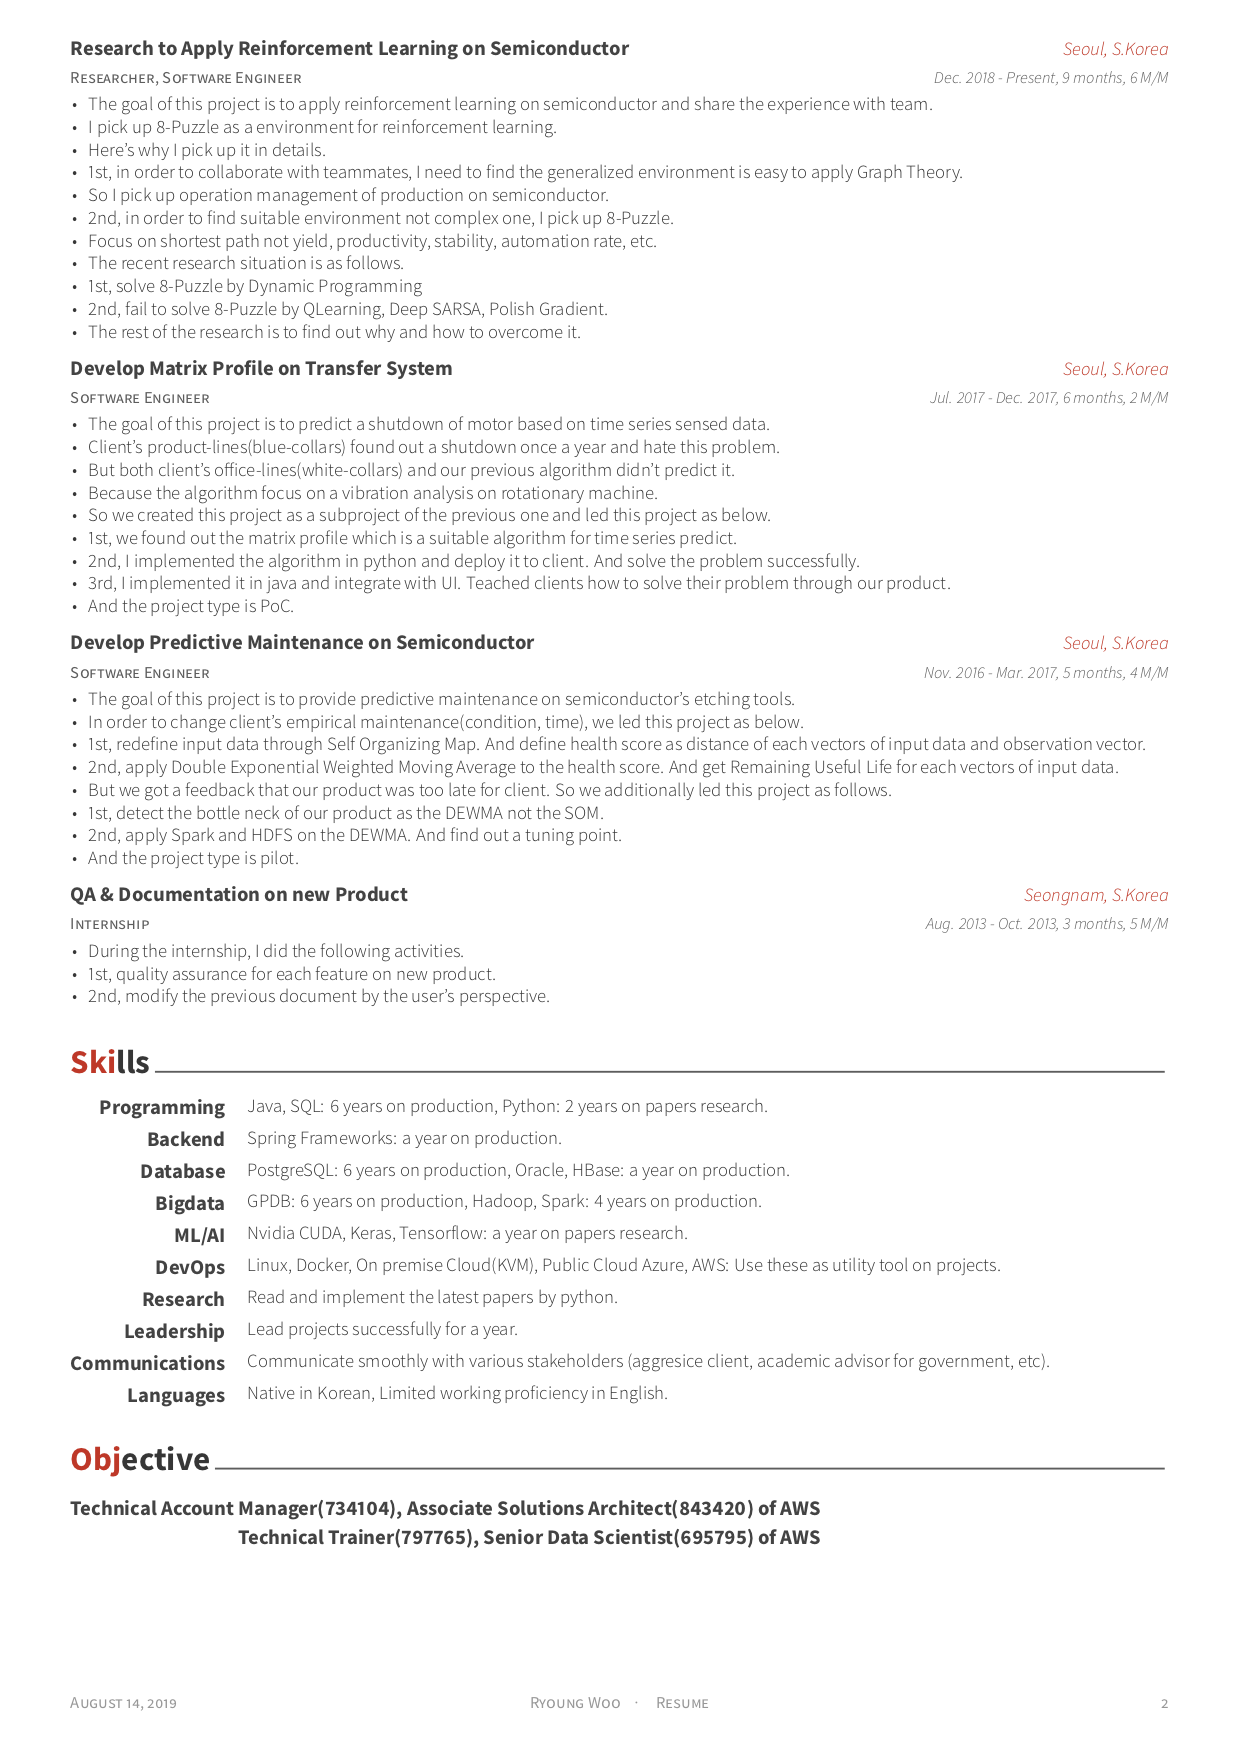 Research to Apply Reinforcement Learning on Semiconductor Seoul, S.Korea
Researcher, Software Engineer Dec. 2018 - Present, 9 months, 6 M/M
• The goal of this project is to apply reinforcement learning on semiconductor and share the experience with team.
• I pick up 8-Puzzle as a environment for reinforcement learning.
• Here's why I pick up it in details.
• 1st, in order to collaborate with teammates, I need to find the generalized environment is easy to apply Graph Theory.
• So I pick up operation management of production on semiconductor.
• 2nd, in order to find suitable environment not complex one, I pick up 8-Puzzle.
• Focus on shortest path not yield, productivity, stability, automation rate, etc.
• The recent research situation is as follows.
• 1st, solve 8-Puzzle by Dynamic Programming
• 2nd, fail to solve 8-Puzzle by QLearning, Deep SARSA, Polish Gradient.
• The rest of the research is to find out why and how to overcome it.
Develop Matrix Profile on Transfer System Seoul, S.Korea
Software Engineer Jul. 2017 - Dec. 2017, 6 months, 2 M/M
• The goal of this project is to predict a shutdown of motor based on time series sensed data.
• Client's product-lines(blue-collars) found out a shutdown once a year and hate this problem.
• But both client's office-lines(white-collars) and our previous algorithm didn't predict it.
• Because the algorithm focus on a vibration analysis on rotationary machine.
• So we created this project as a subproject of the previous one and led this project as below.
• 1st, we found out the matrix profile which is a suitable algorithm for time series predict.
• 2nd, I implemented the algorithm in python and deploy it to client. And solve the problem successfully.
• 3rd, I implemented it in java and integrate with UI. Teached clients how to solve their problem through our product.
• And the project type is PoC.
Develop Predictive Maintenance on Semiconductor Seoul, S.Korea
Software Engineer Nov. 2016 - Mar. 2017, 5 months, 4 M/M
• The goal of this project is to provide predictive maintenance on semiconductor's etching tools.
• In order to change client's empirical maintenance(condition, time), we led this project as below.
• 1st, redefine input data through Self Organizing Map. And define health score as distance of each vectors of input data and observation vector.
• 2nd, apply Double Exponential Weighted Moving Average to the health score. And get Remaining Useful Life for each vectors of input data.
• But we got a feedback that our product was too late for client. So we additionally led this project as follows.
• 1st, detect the bottle neck of our product as the DEWMA not the SOM.
• 2nd, apply Spark and HDFS on the DEWMA. And find out a tuning point.
• And the project type is pilot.
QA & Documentation on new Product Seongnam, S.Korea
Internship Aug. 2013 - Oct. 2013, 3 months, 5 M/M
• During the internship, I did the following activities.
• 1st, quality assurance for each feature on new product.
• 2nd, modify the previous document by the user's perspective.
Skills
Programming Java, SQL: 6 years on production, Python: 2 years on papers research.
Backend Spring Frameworks: a year on production.
Database PostgreSQL: 6 years on production, Oracle, HBase: a year on production.
Bigdata GPDB: 6 years on production, Hadoop, Spark: 4 years on production.
ML/AI Nvidia CUDA, Keras, Tensorflow: a year on papers research.
DevOps Linux, Docker, On premise Cloud(KVM), Public Cloud Azure, AWS: Use these as utility tool on projects.
Research Read and implement the latest papers by python.
Leadership Lead projects successfully for a year.
Communications Communicate smoothly with various stakeholders (aggresice client, academic advisor for government, etc).
Languages Native in Korean, Limited working proficiency in English.
Objective
Technical Account Manager(734104), Associate Solutions Architect(843420) of AWS
Technical Trainer(797765), Senior Data Scientist(695795) of AWS
August 14, 2019 Ryoung Woo · Resume 2